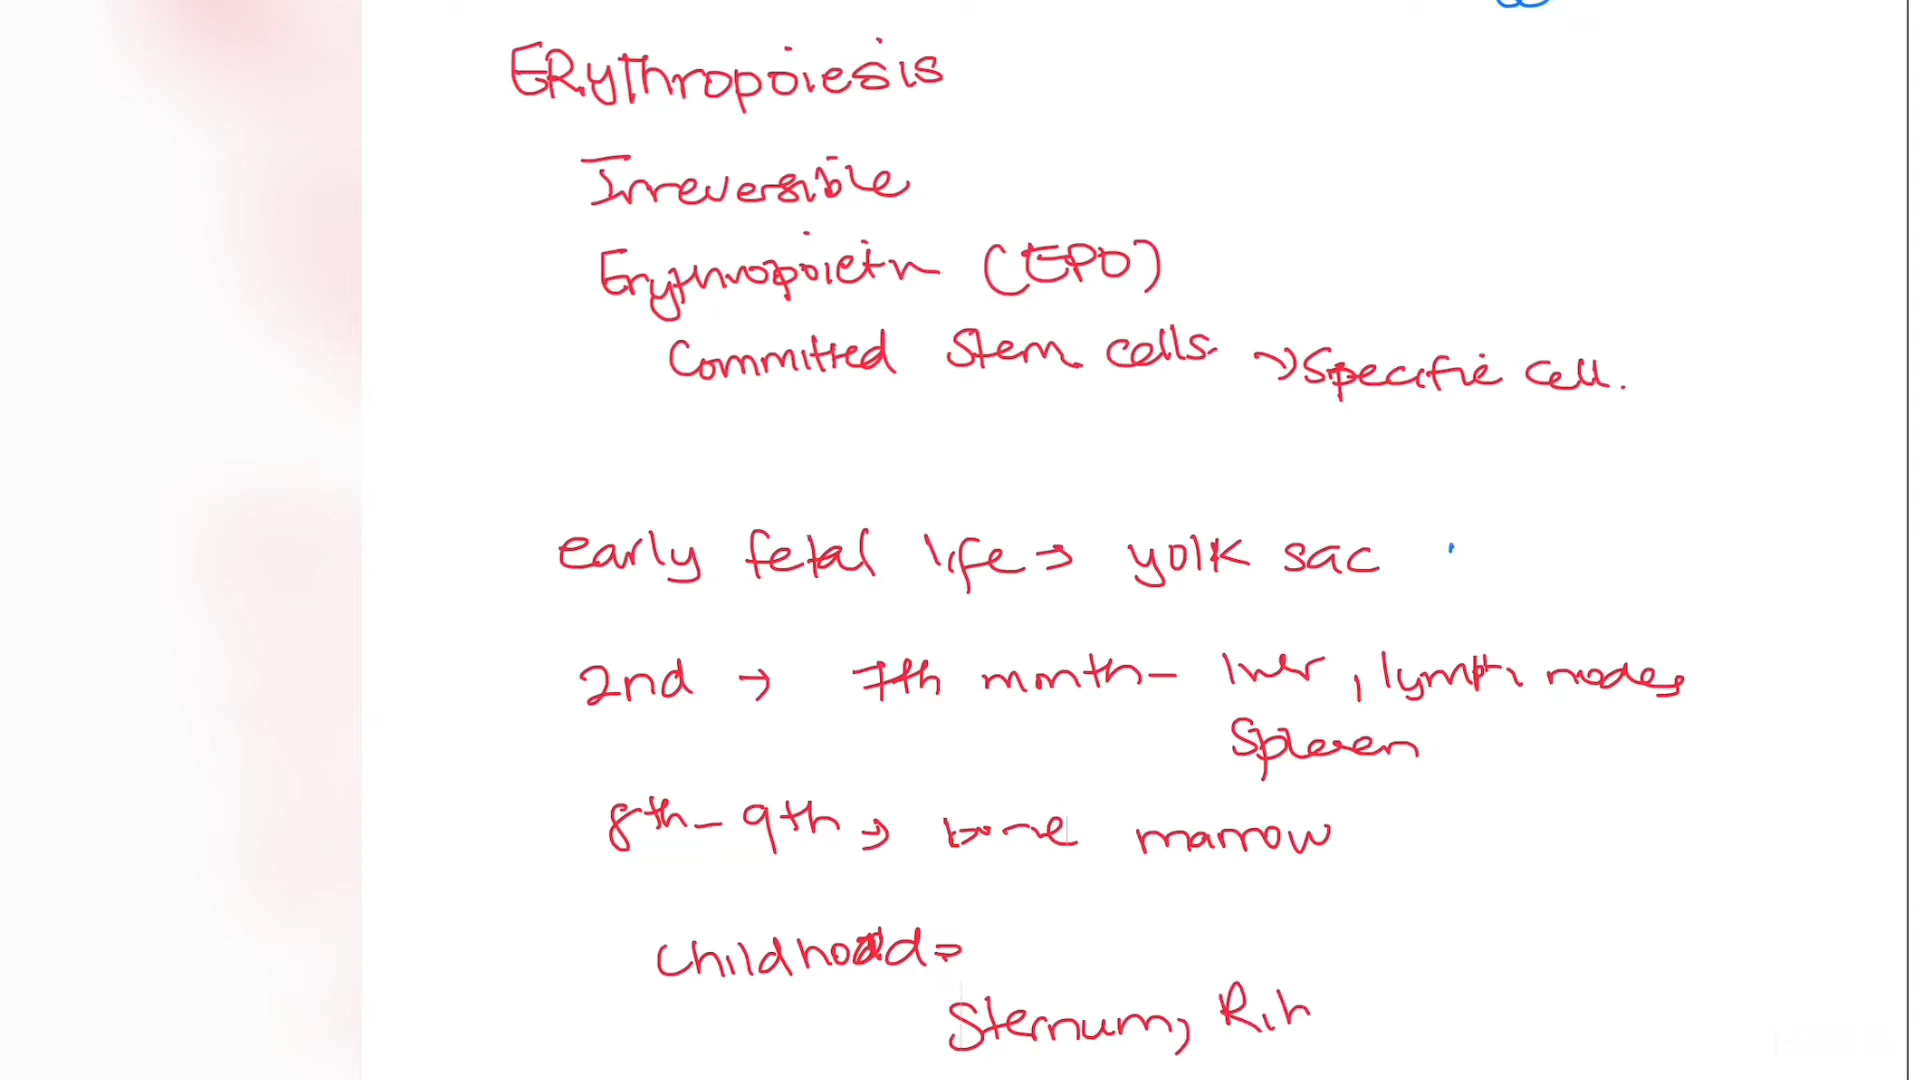 ERythropoiesis
Irreversible
Erythropoietin (EPO)
Committed Stem cells → Specific cell.
early fetal life → yolk sac
2nd → 7th month - liver, lymph nodes
Spleen
8th - 9th → bone marrow
Childhood →
Sternum, Rib